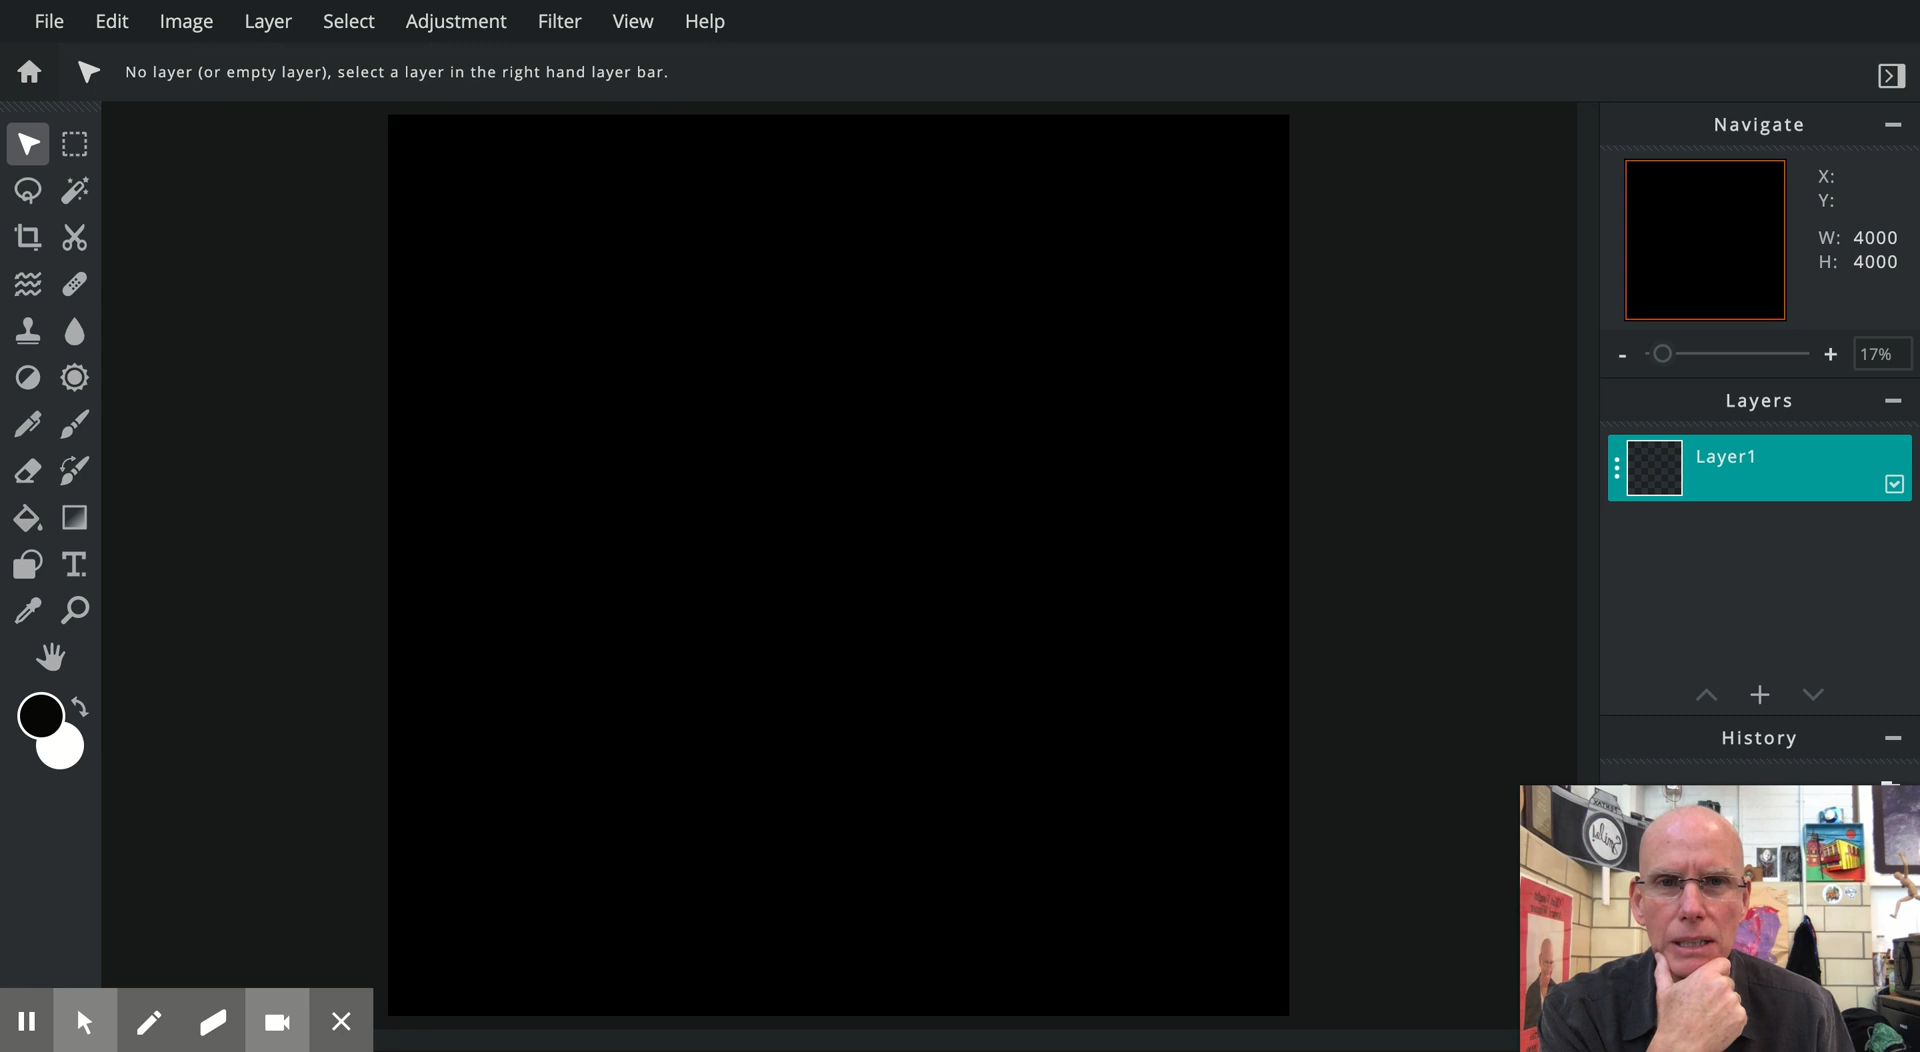 File Edit Image Layer Select Adjustment Filter View Help
No layer (or empty layer), select a layer in the right hand layer bar.
Navigate
X:
Y:
W: 4000
H: 4000
- + 17%
Layers
Layer1
History
T.
Smile!